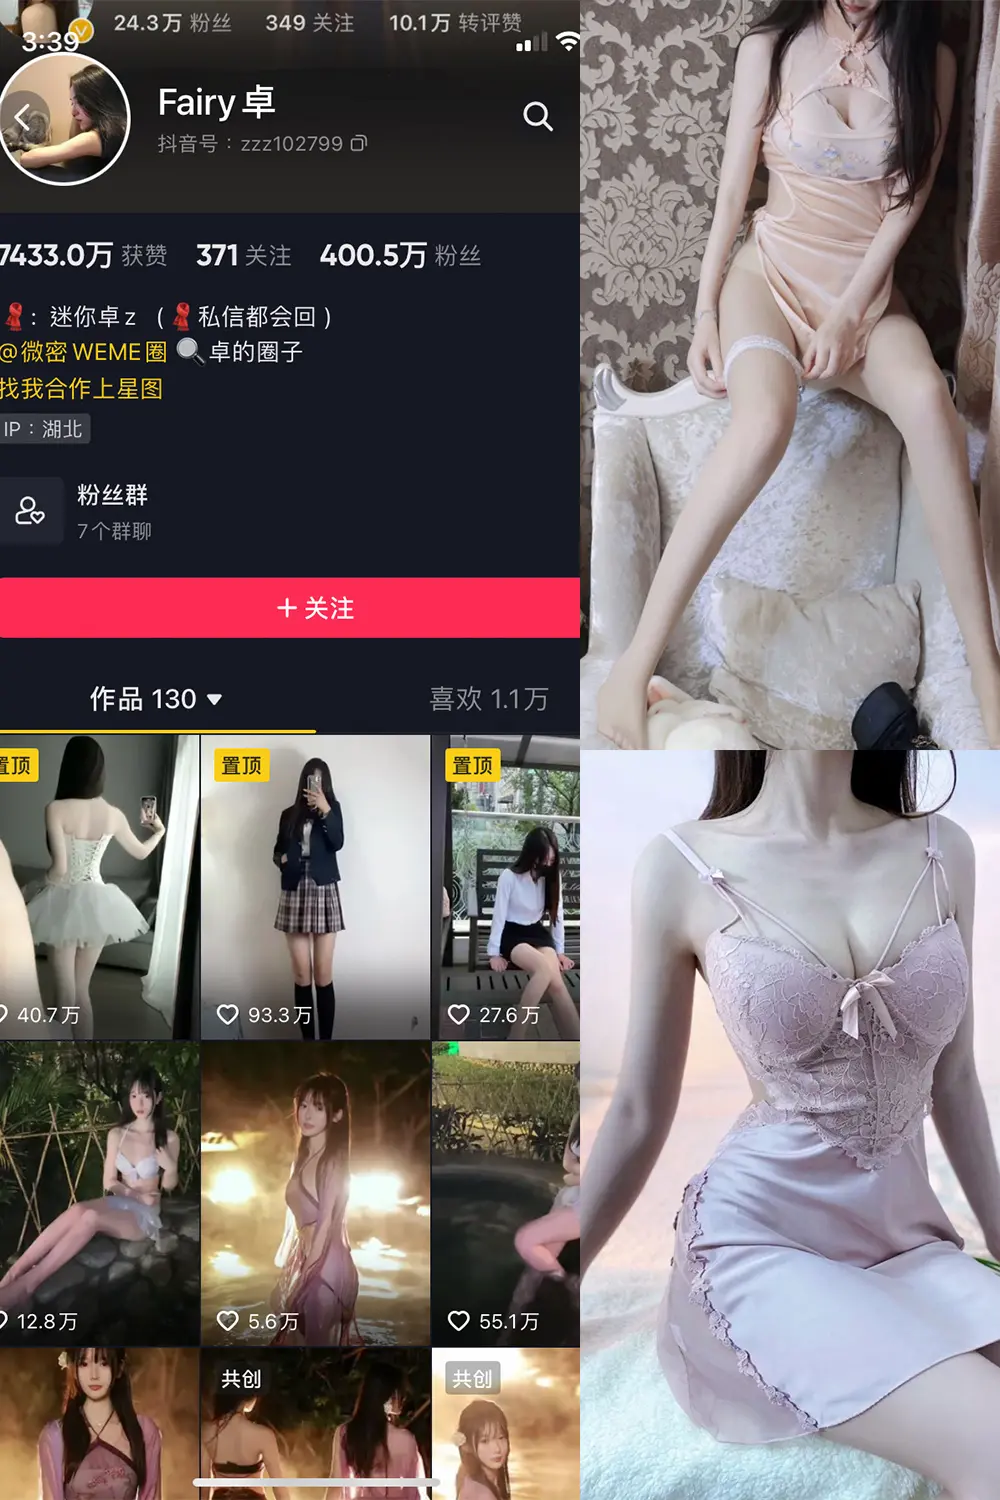 24.3万 粉丝 349 关注 10.1万 转评赞
3:39
Fairy卓
抖音号：zzz102799
7433.0万 获赞 371 关注 400.5万 粉丝
🧣：迷你卓z （🧣私信都会回）
@微密WEME圈 🔍卓的圈子
找我合作上星图
IP：湖北
粉丝群
7个群聊
+ 关注
作品 130 喜欢 1.1万
置顶 置顶 置顶
40.7万 93.3万 27.6万
12.8万 5.6万 55.1万
共创 共创